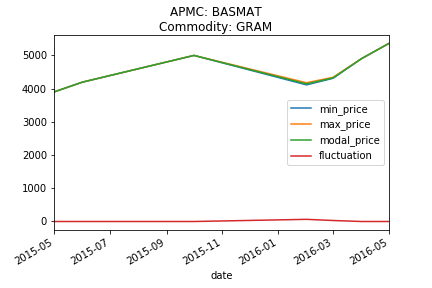 APMC: BASMAT
Commodity: GRAM
5000
4000
3000
2000
1000
0
min_price
max_price
modal_price
fluctuation
2015-05
2015-07
2015-09
2015-11
2016-01
2016-03
2016-05
date